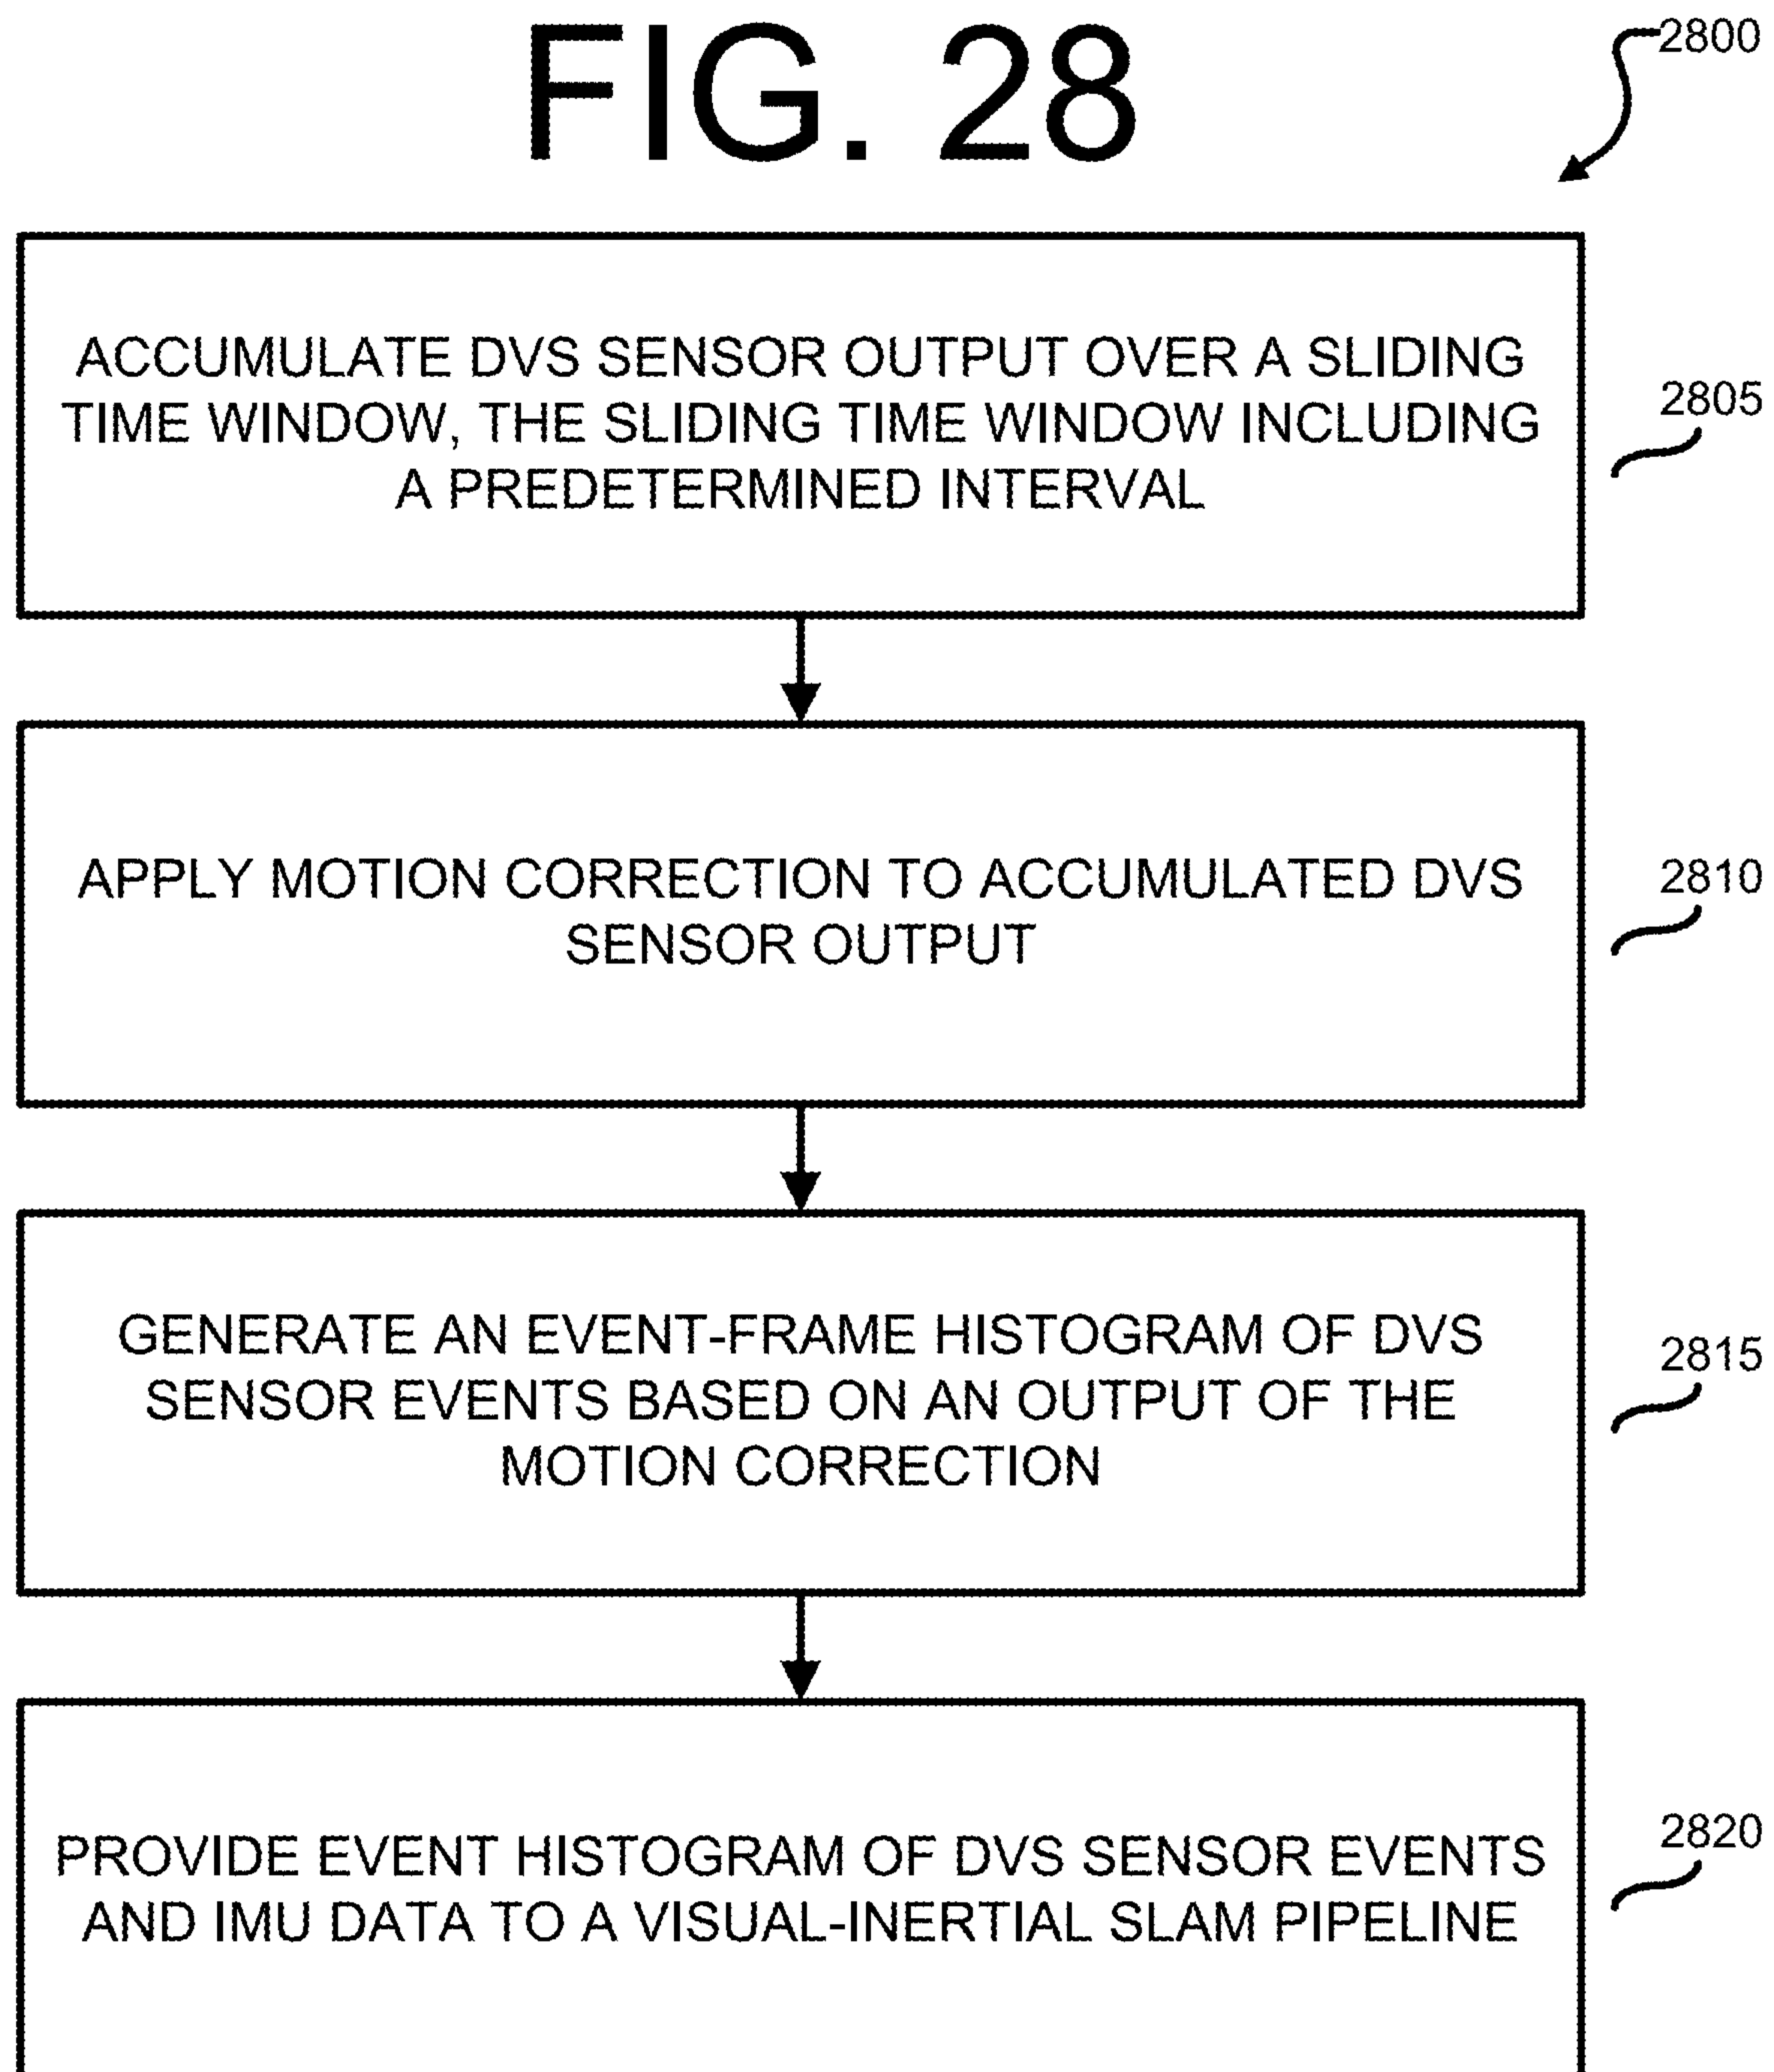 FIG. 28
2800
ACCUMULATE DVS SENSOR OUTPUT OVER A SLIDING
TIME WINDOW, THE SLIDING TIME WINDOW INCLUDING
A PREDETERMINED INTERVAL
2805
APPLY MOTION CORRECTION TO ACCUMULATED DVS
SENSOR OUTPUT
2810
GENERATE AN EVENT-FRAME HISTOGRAM OF DVS
SENSOR EVENTS BASED ON AN OUTPUT OF THE
MOTION CORRECTION
2815
PROVIDE EVENT HISTOGRAM OF DVS SENSOR EVENTS
AND IMU DATA TO A VISUAL-INERTIAL SLAM PIPELINE
2820